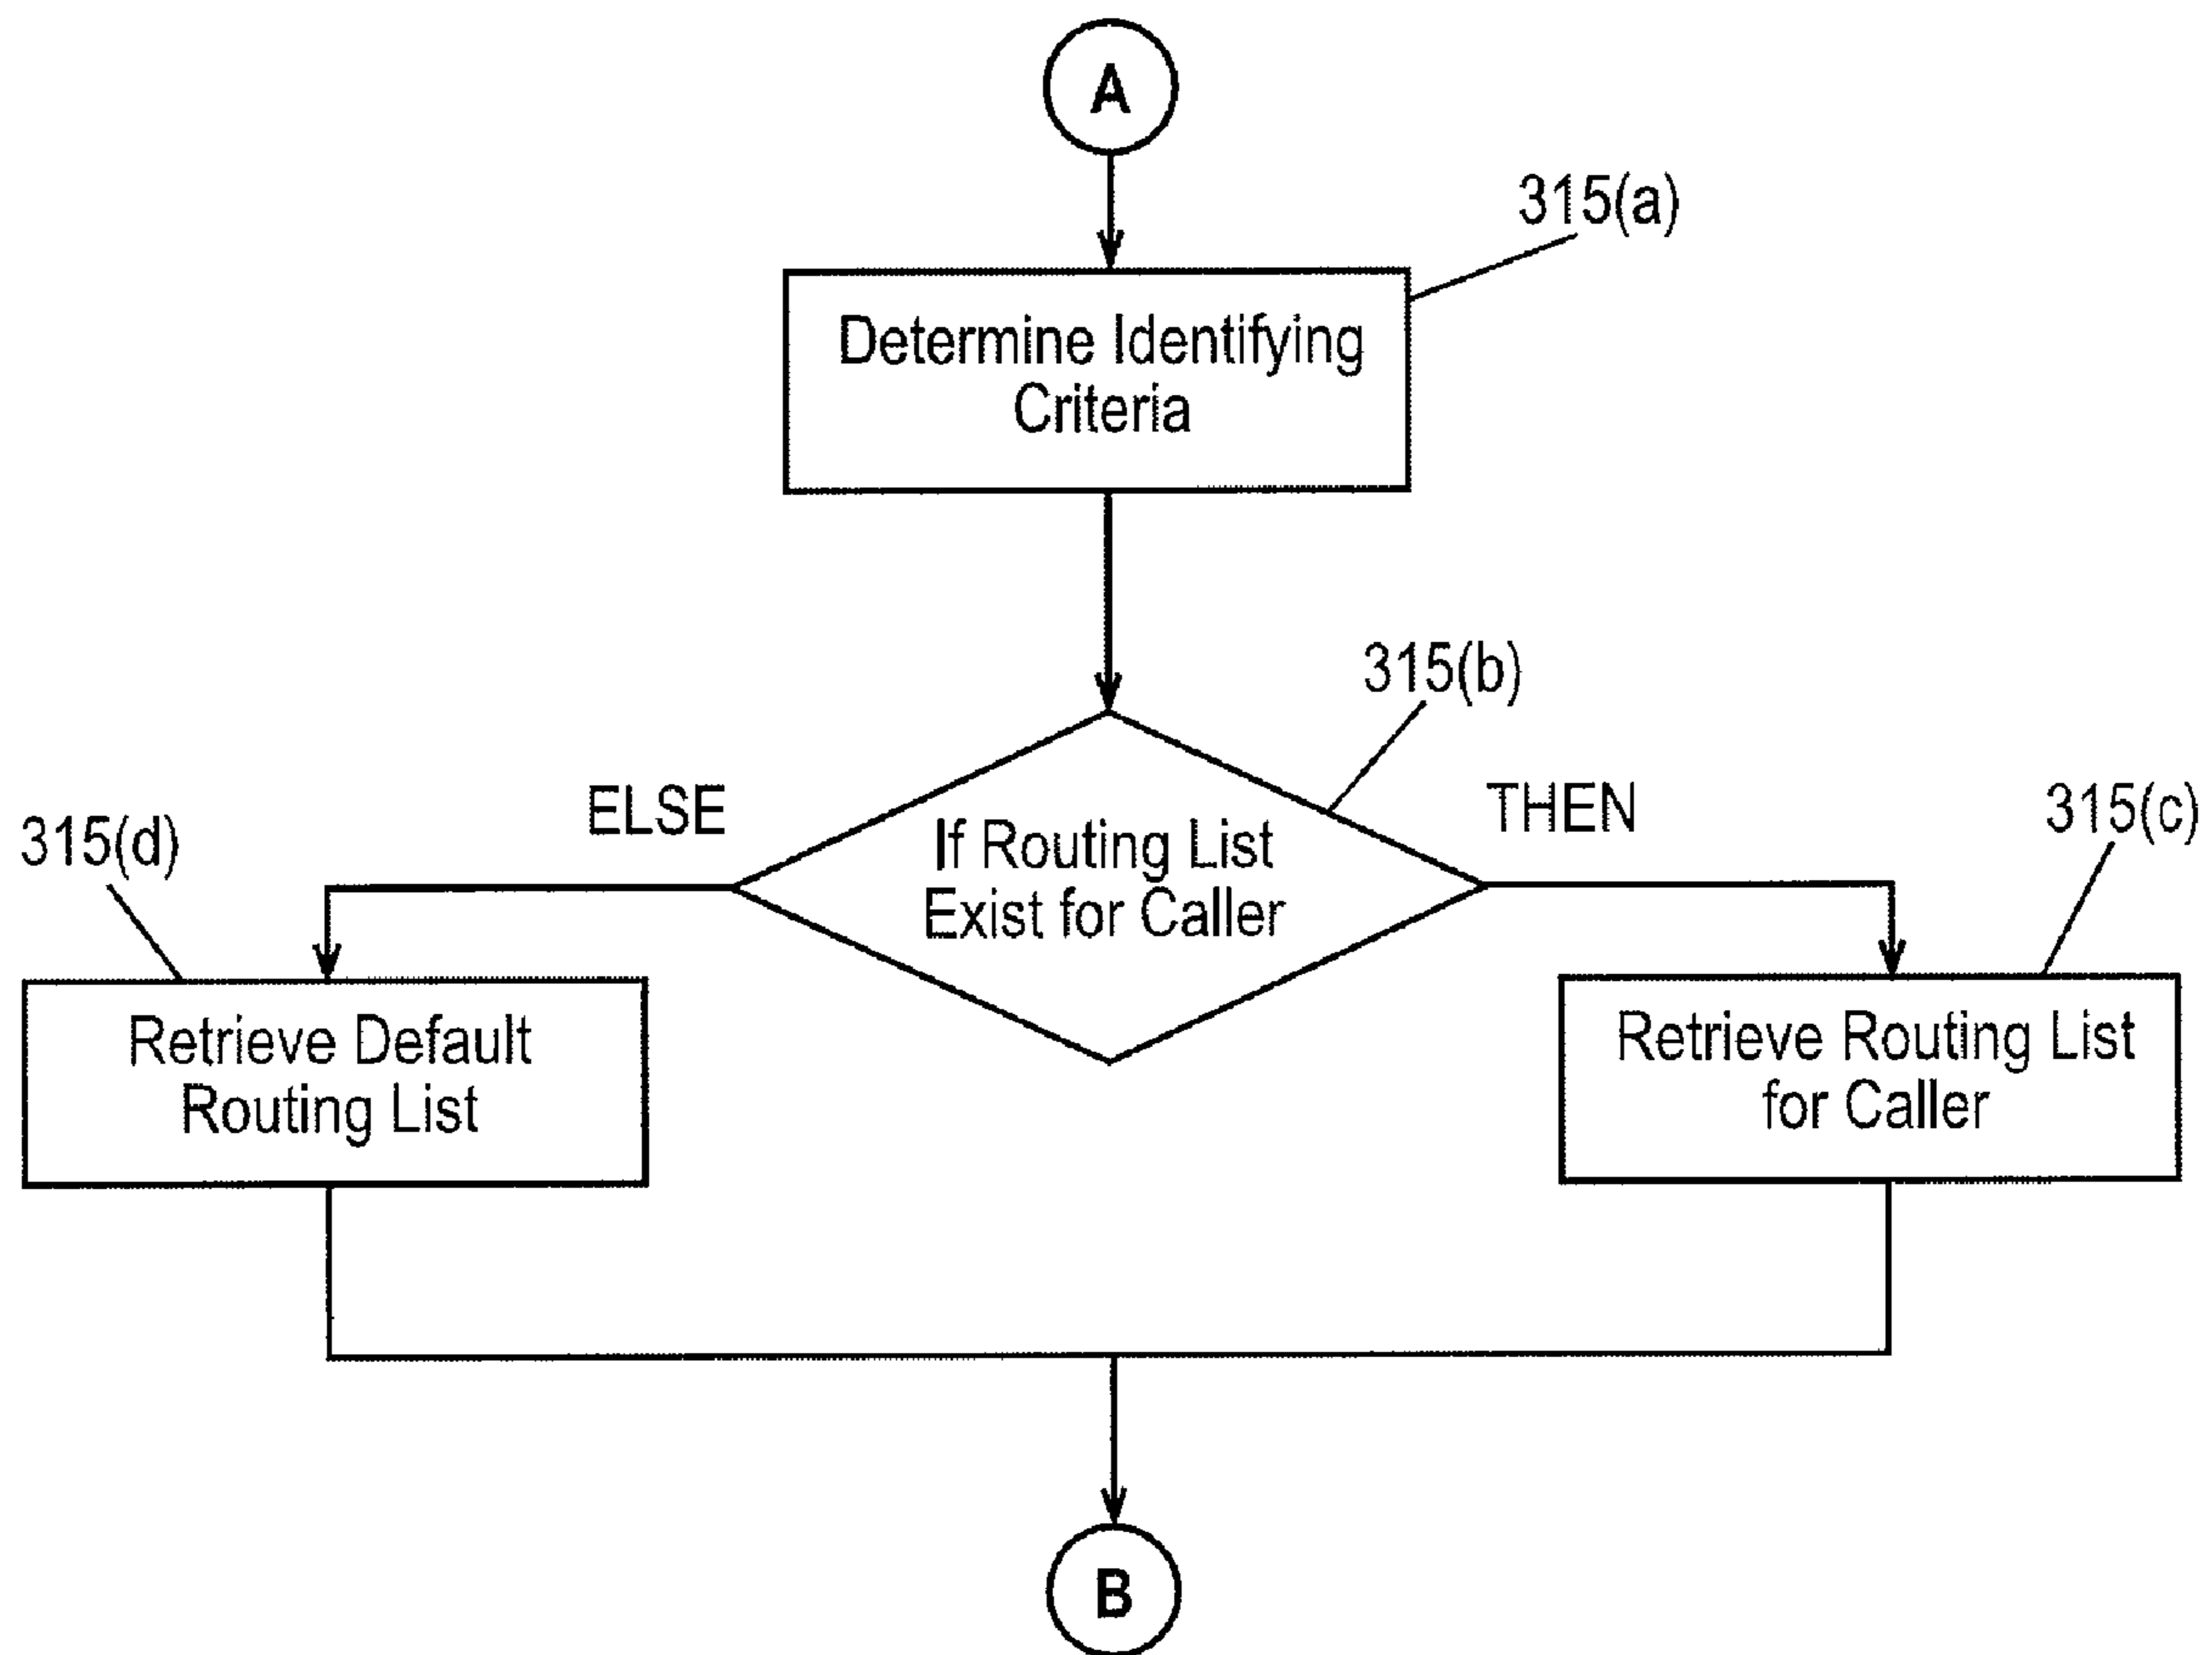 A
315(a)
Determine Identifying
Criteria
315(b)
ELSE
THEN
315(c)
315(d)
If Routing List
Exist for Caller
Retrieve Default
Routing List
Retrieve Routing List
for Caller
B